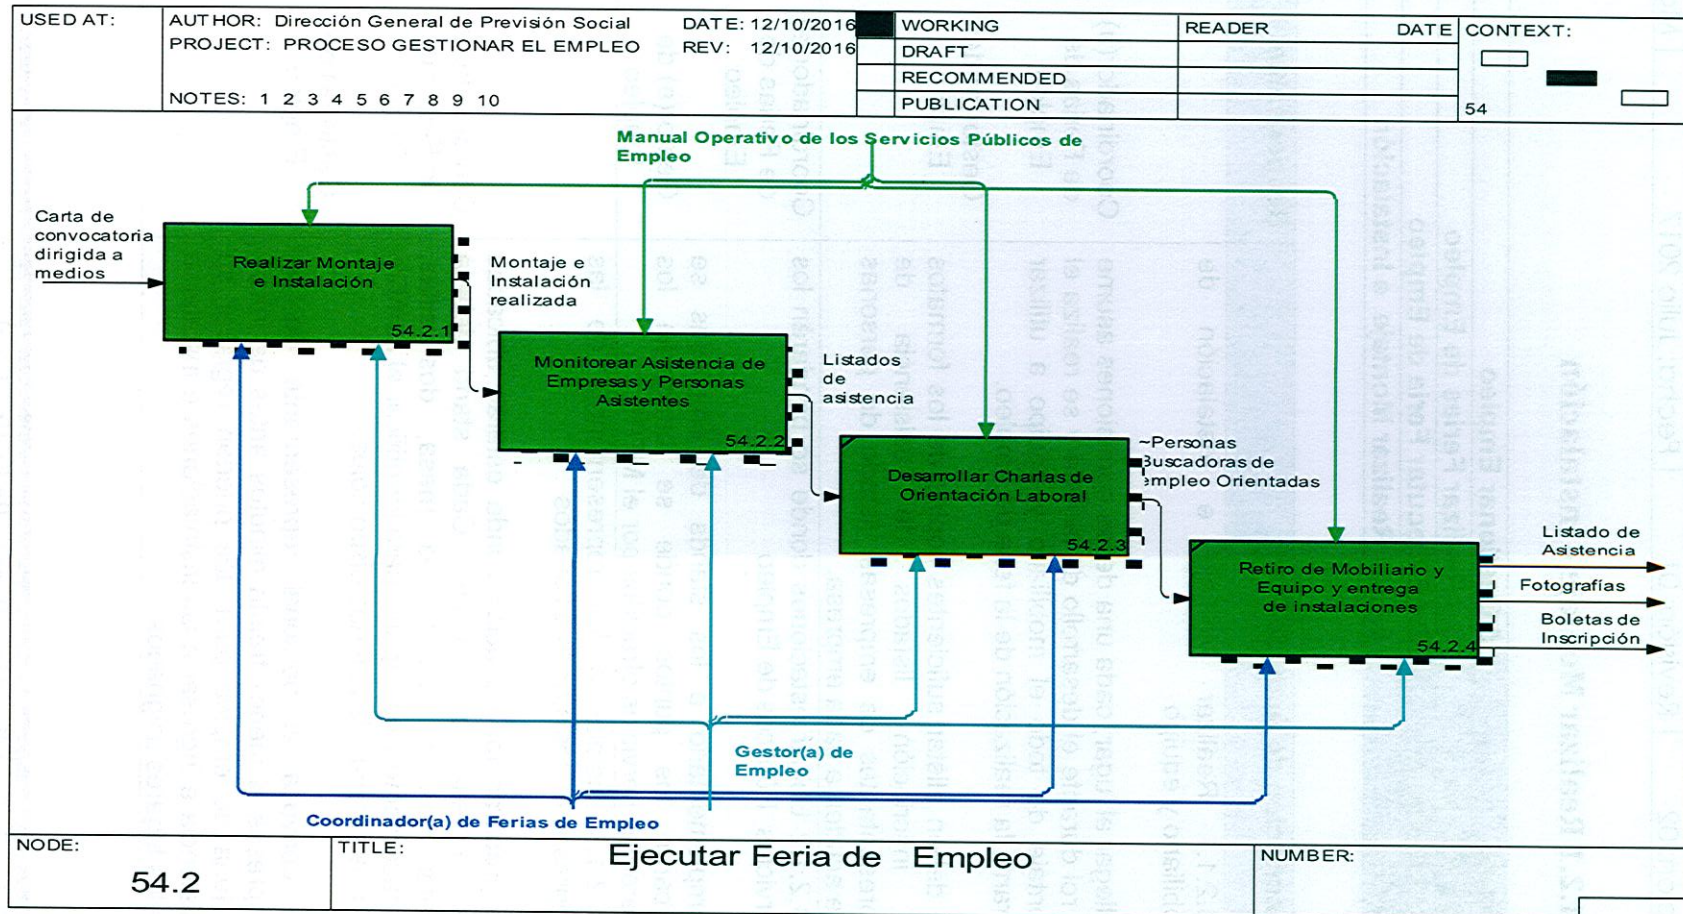 USED AT:
AUTHOR: Dirección General de Previsión Social
DATE: 12/10/2016
PROJECT: PROCESO GESTIONAR EL EMPLEO
REV: 12/10/2016
NOTES: 1 2 3 4 5 6 7 8 9 10
WORKING
DRAFT
RECOMMENDED
PUBLICATION
READER
DATE
CONTEXT:
54
Manual Operativo de los Servicios Públicos de
Empleo
Carta de
convocatoria
dirigida a
medios
Realizar Montaje
e Instalación
54.2.1
Montaje e
Instalación
realizada
Monitorear Asistencia de
Empresas y Personas
Asistentes
54.2.2
Listados
de
asistencia
Desarrollar Charlas de
Orientación Laboral
54.2.3
~Personas
Buscadoras de
empleo Orientadas
Retiro de Mobiliario y
Equipo y entrega
de instalaciones
54.2.4
Listado de
Asistencia
Fotografías
Boletas de
Inscripción
Gestor(a) de
Empleo
Coordinador(a) de Ferias de Empleo
NODE:
54.2
TITLE:
Ejecutar Feria de Empleo
NUMBER: